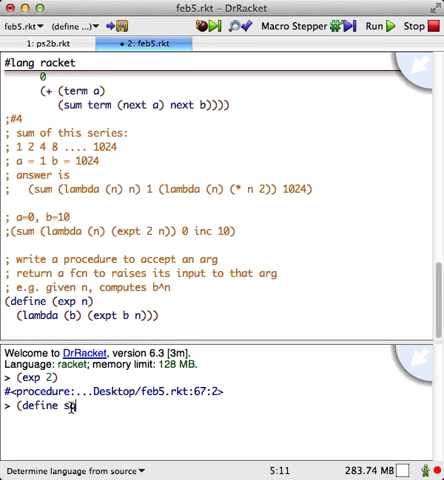 feb5.rkt - DrRacket
feb5.rkt▾ (define ...)▾ Macro Stepper Run Stop
1: ps2b.rkt • 2: feb5.rkt
#lang racket
0
(+ (term a)
(sum term (next a) next b))))
;#4
; sum of this series:
; 1 2 4 8 .... 1024
; a = 1 b = 1024
; answer is
;   (sum (lambda (n) n) 1 (lambda (n) (* n 2)) 1024)
; a=0, b=10
;(sum (lambda (n) (expt 2 n)) 0 inc 10)
; write a procedure to accept an arg
; return a fcn to raises its input to that arg
; e.g. given n, computes b^n
(define (exp n)
(lambda (b) (expt b n)))
Welcome to DrRacket, version 6.3 [3m].
Language: racket; memory limit: 128 MB.
> (exp 2)
#<procedure:...Desktop/feb5.rkt:67:2>
> (define sq
Determine language from source▾ 5:11 283.74 MB